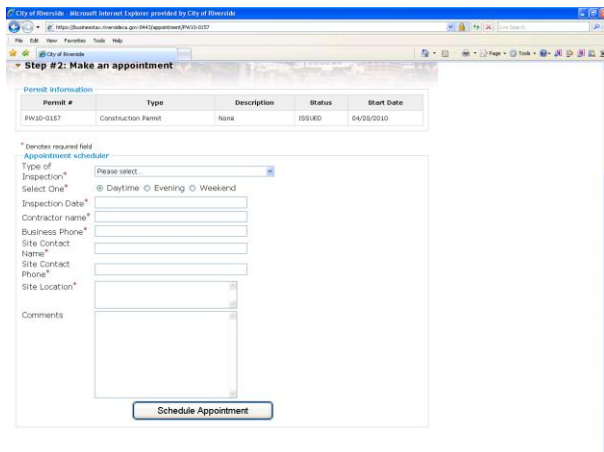 City of Riverside - Microsoft Internet Explorer provided by City of Riverside
File Edit View Favorites Tools Help
City of Riverside
Page Tools
Step #2: Make an appointment
Permit information
Permit # Type Description Status Start Date
PW10-0157 Construction Permit None ISSUED 04/20/2010
* Denotes required field
Appointment scheduler
Type of
Inspection* Please select...
Select One* Daytime Evening Weekend
Inspection Date*
Contractor name*
Business Phone*
Site Contact
Name*
Site Contact
Phone*
Site Location*
Comments
Schedule Appointment